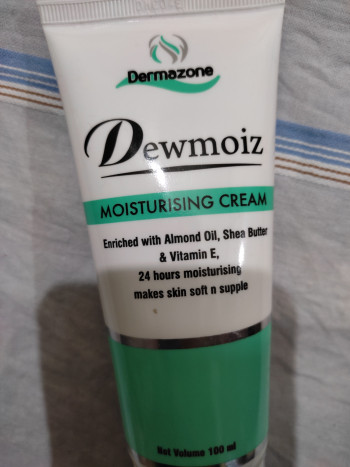 Dermazone
Dewmoiz
MOISTURISING CREAM
Enriched with Almond Oil, Shea Butter
& Vitamin E,
24 hours moisturising
makes skin soft n supple
Net Volume 100 ml